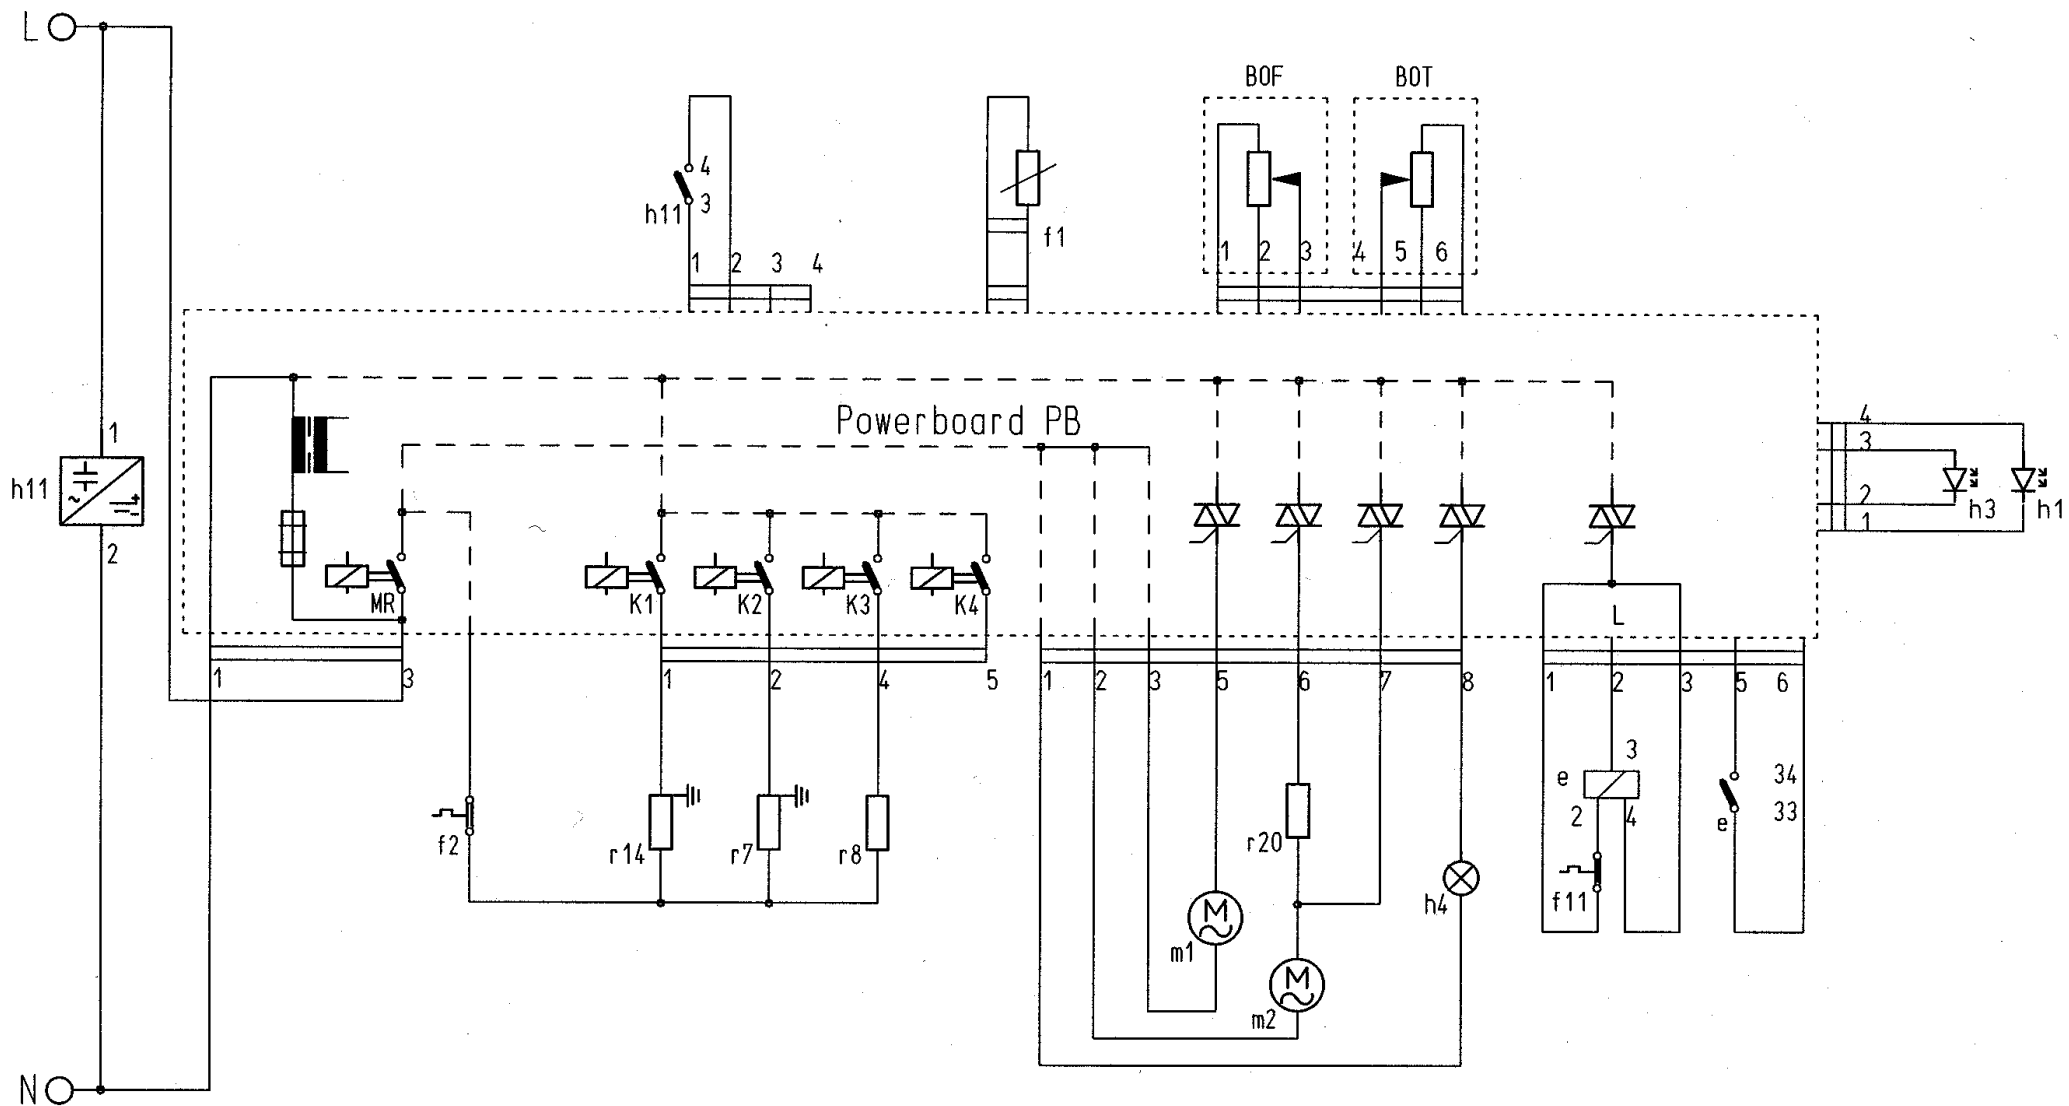 L
BOF BOT
4
h11 3
f1
1 2 3 4
1 2 3 4 5 6
Powerboard PB
1
h11
~
+
-
2
4
3
2
1
h3 h1
MR K1 K2 K3 K4
L
1 3 1 2 4 5 1 2 3 5 6 7 8 1 2 3 5 6
3
e
2 4
34
33
e
f2 r14 r7 r8 r20
f11
h4
M
m1
M
m2
N